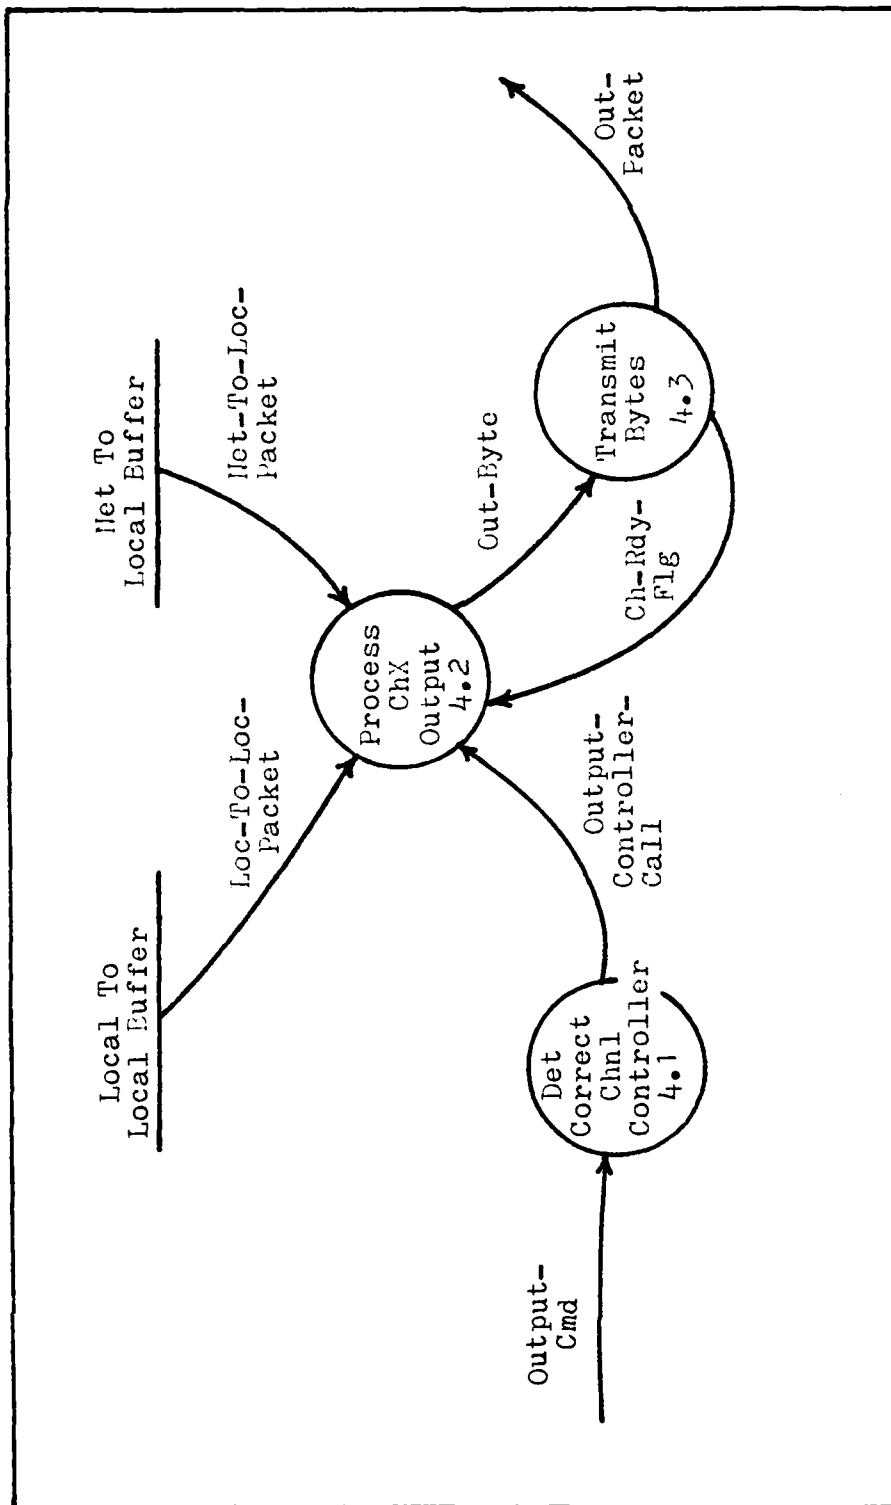 Local To
Local Buffer
Net To
Local Buffer
Loc-To-Loc-
Packet
Net-To-Loc-
Packet
Process
ChX
Output
4.2
Out-Byte
Output-
Cmd
Det
Correct
Chnl
Controller
4.1
Output-
Controller-
Call
Ch-Rdy-
Flg
Transmit
Bytes
4.3
Out-
Packet